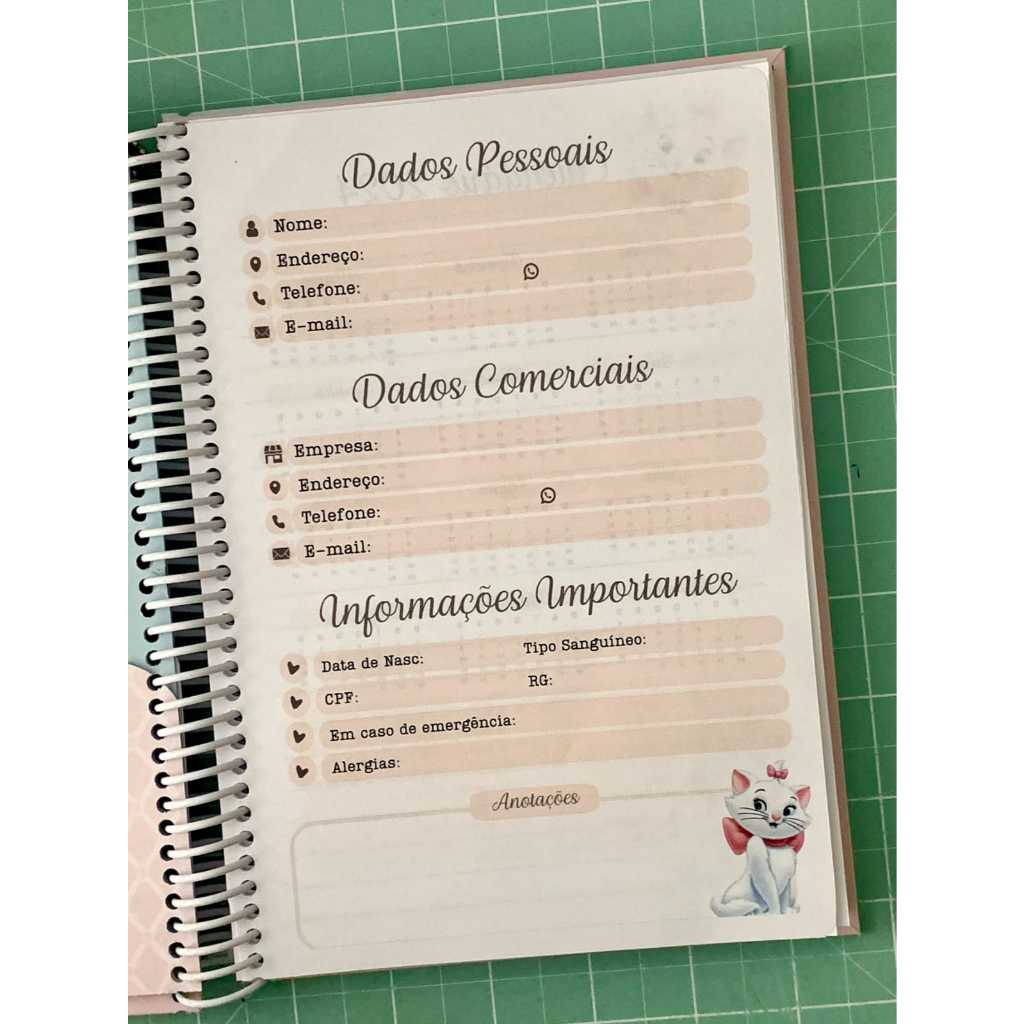 Dados Pessoais
Nome:
Endereço:
Telefone:
E-mail:
Dados Comerciais
Empresa:
Endereço:
Telefone:
E-mail:
Informações Importantes
Data de Nasc: Tipo Sanguíneo:
CPF: RG:
Em caso de emergência:
Alergias:
Anotações